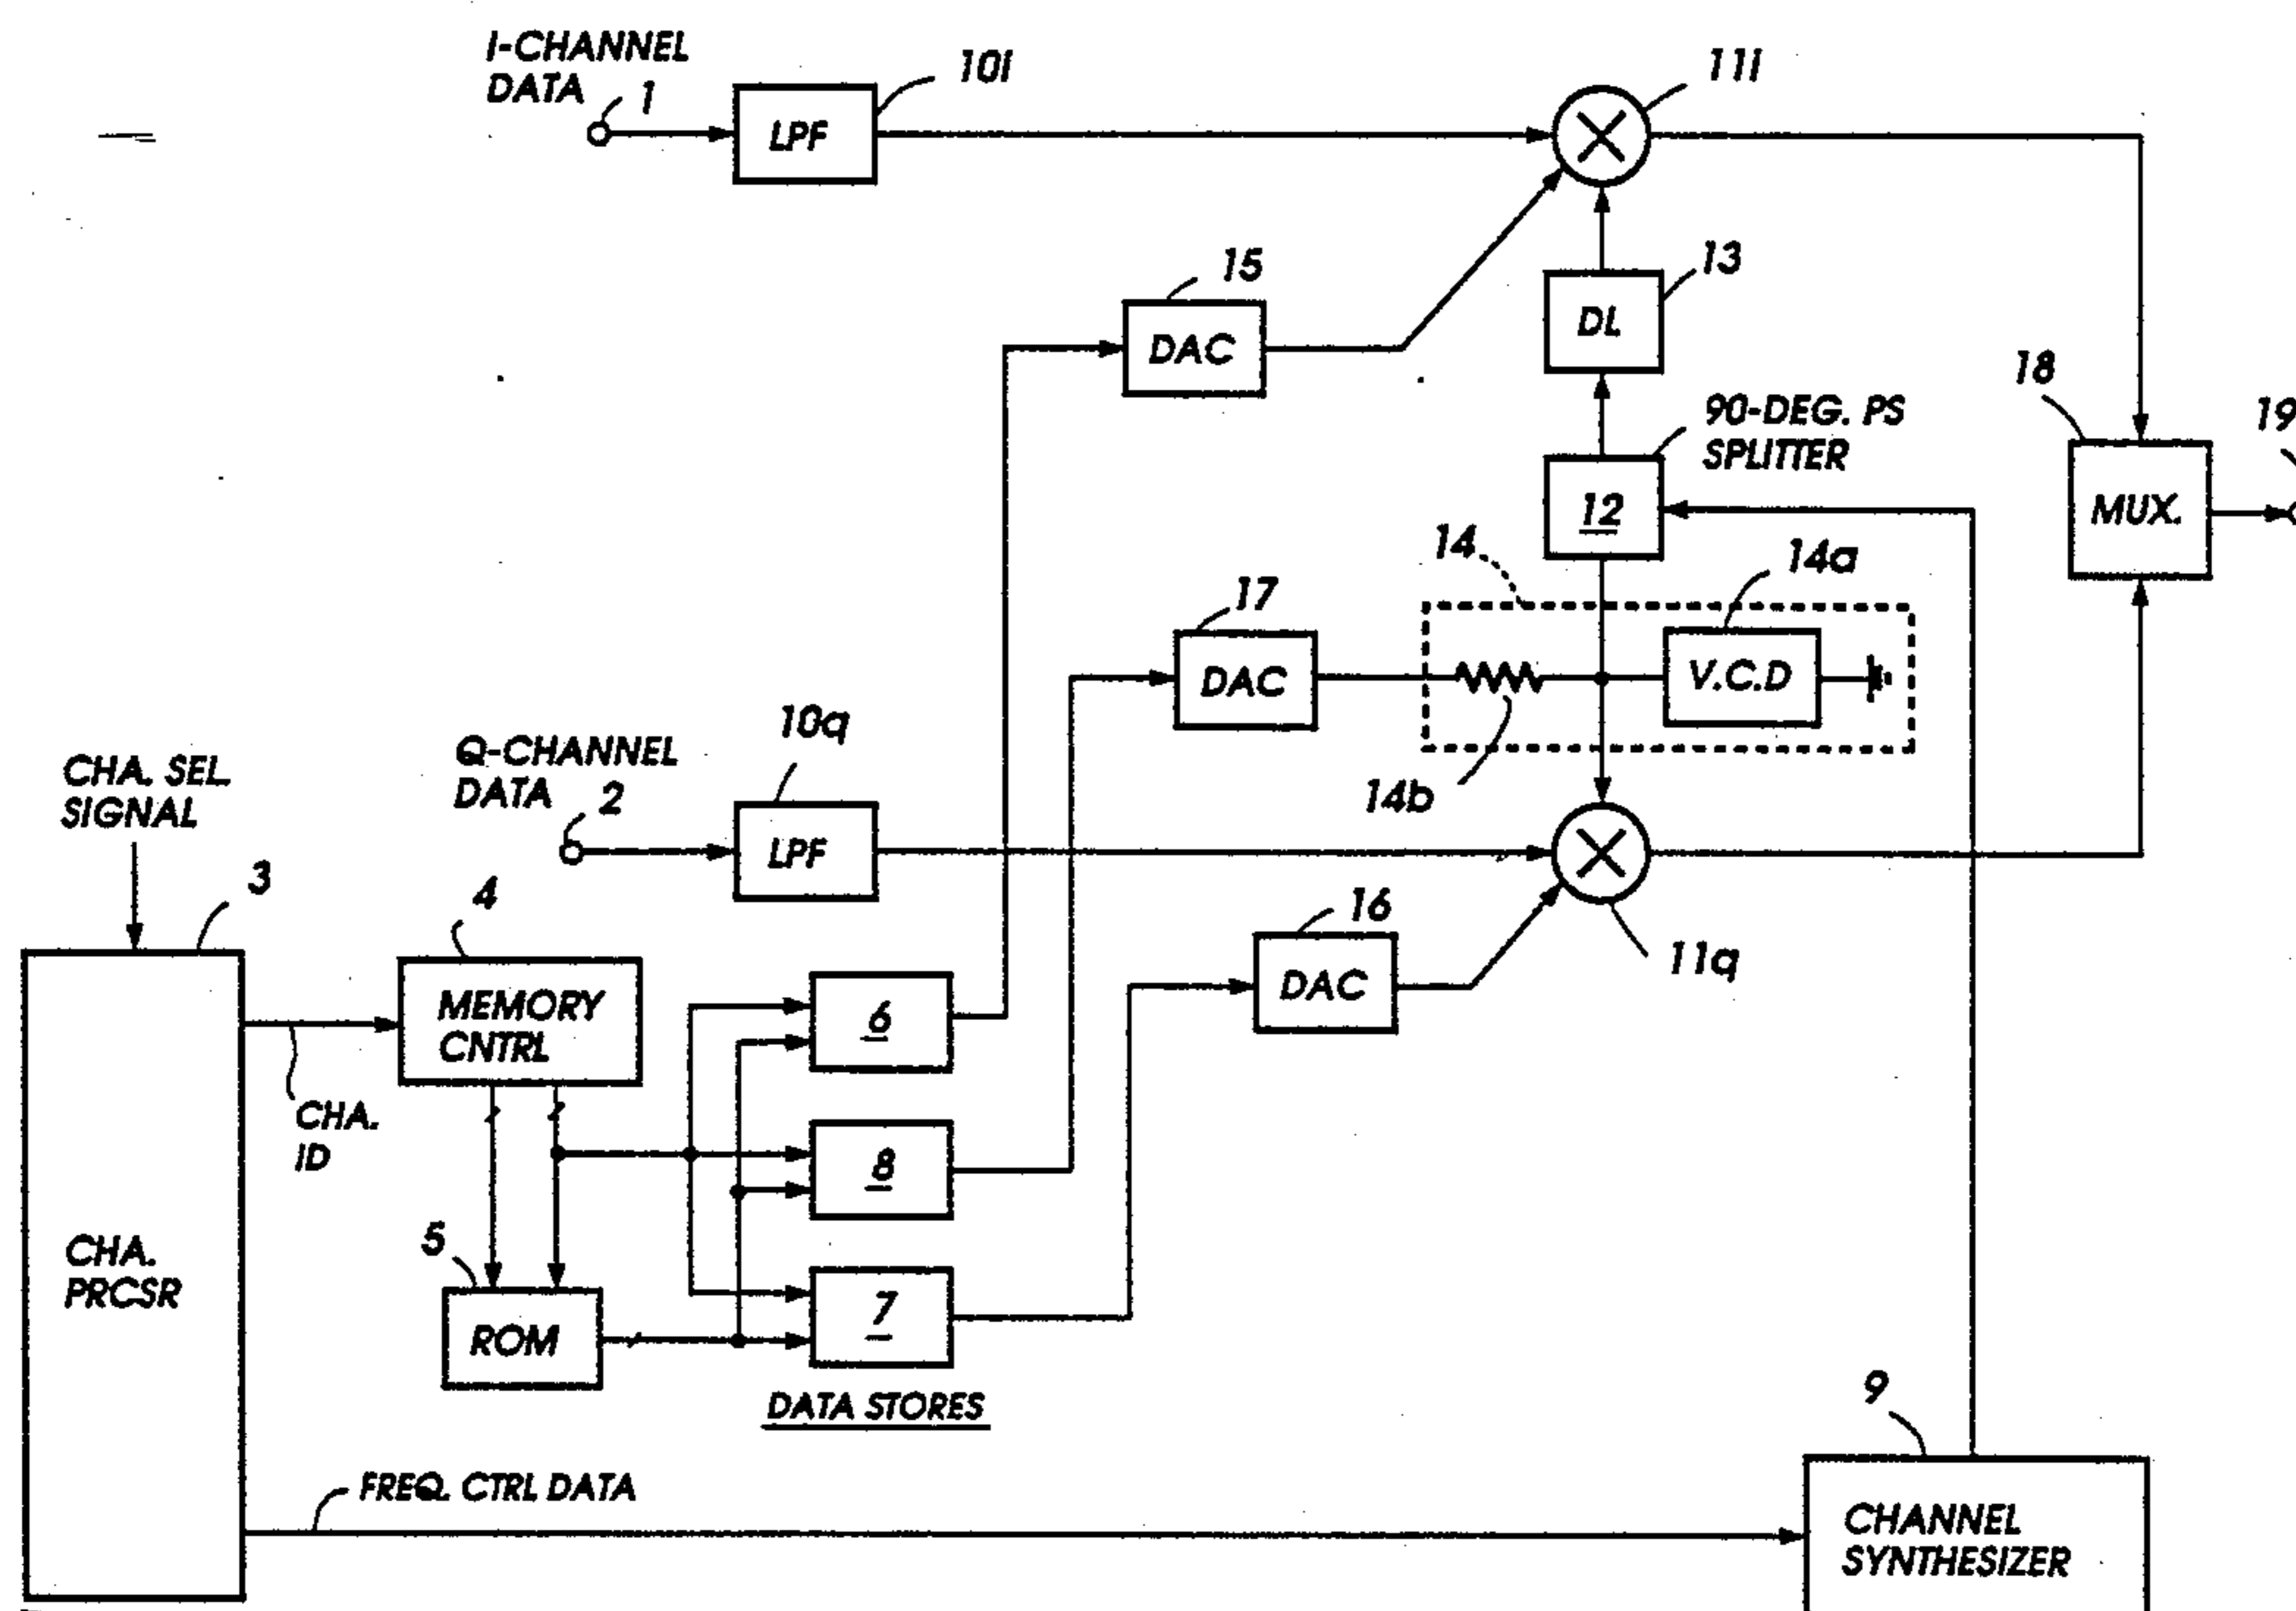 I-CHANNEL
DATA
1
LPF
10i
11i
15
DAC
13
DL
90-DEG. PS
SPLITTER
12
18
MUX.
19
14
14a
17
DAC
V.C.D
14b
Q-CHANNEL
DATA
2
10q
LPF
CHA. SEL.
SIGNAL
3
4
MEMORY
CNTRL
16
DAC
11q
6
8
7
DATA STORES
CHA.
ID
5
ROM
CHA.
PRCSR
FREQ. CTRL DATA
9
CHANNEL
SYNTHESIZER